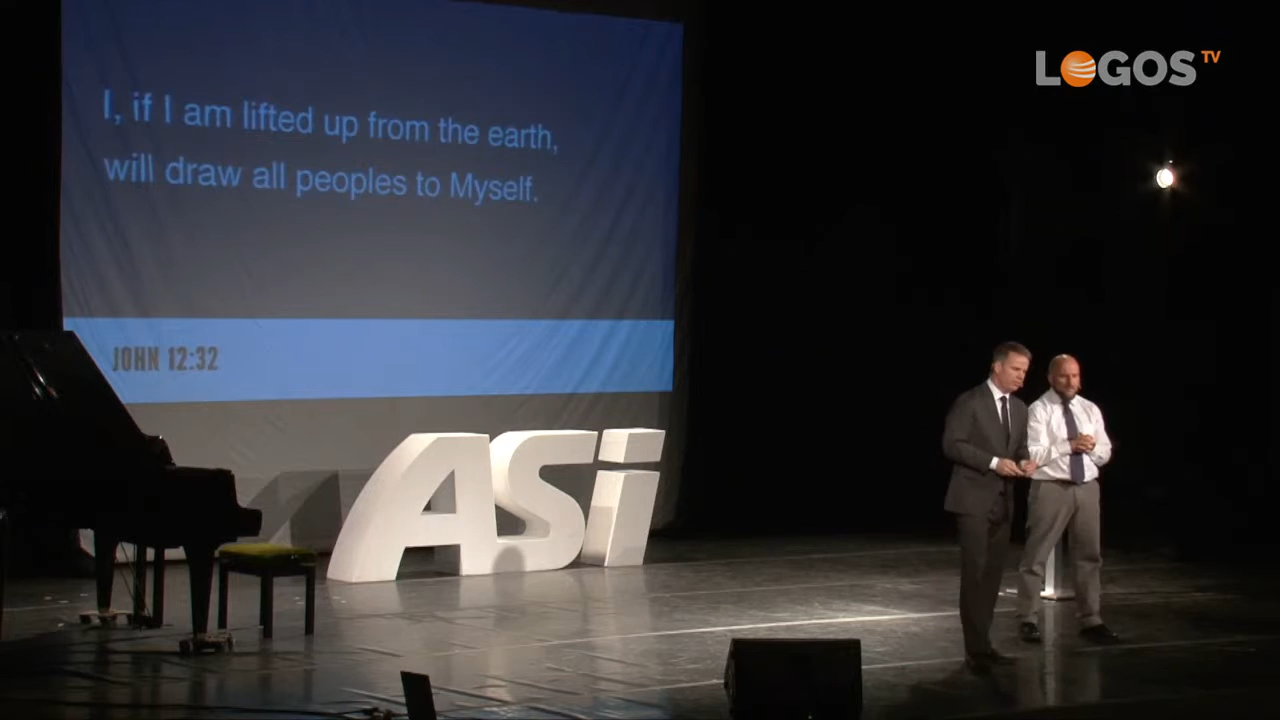 LOGOS TV
I, if I am lifted up from the earth,
will draw all peoples to Myself.
JOHN 12:32
ASi